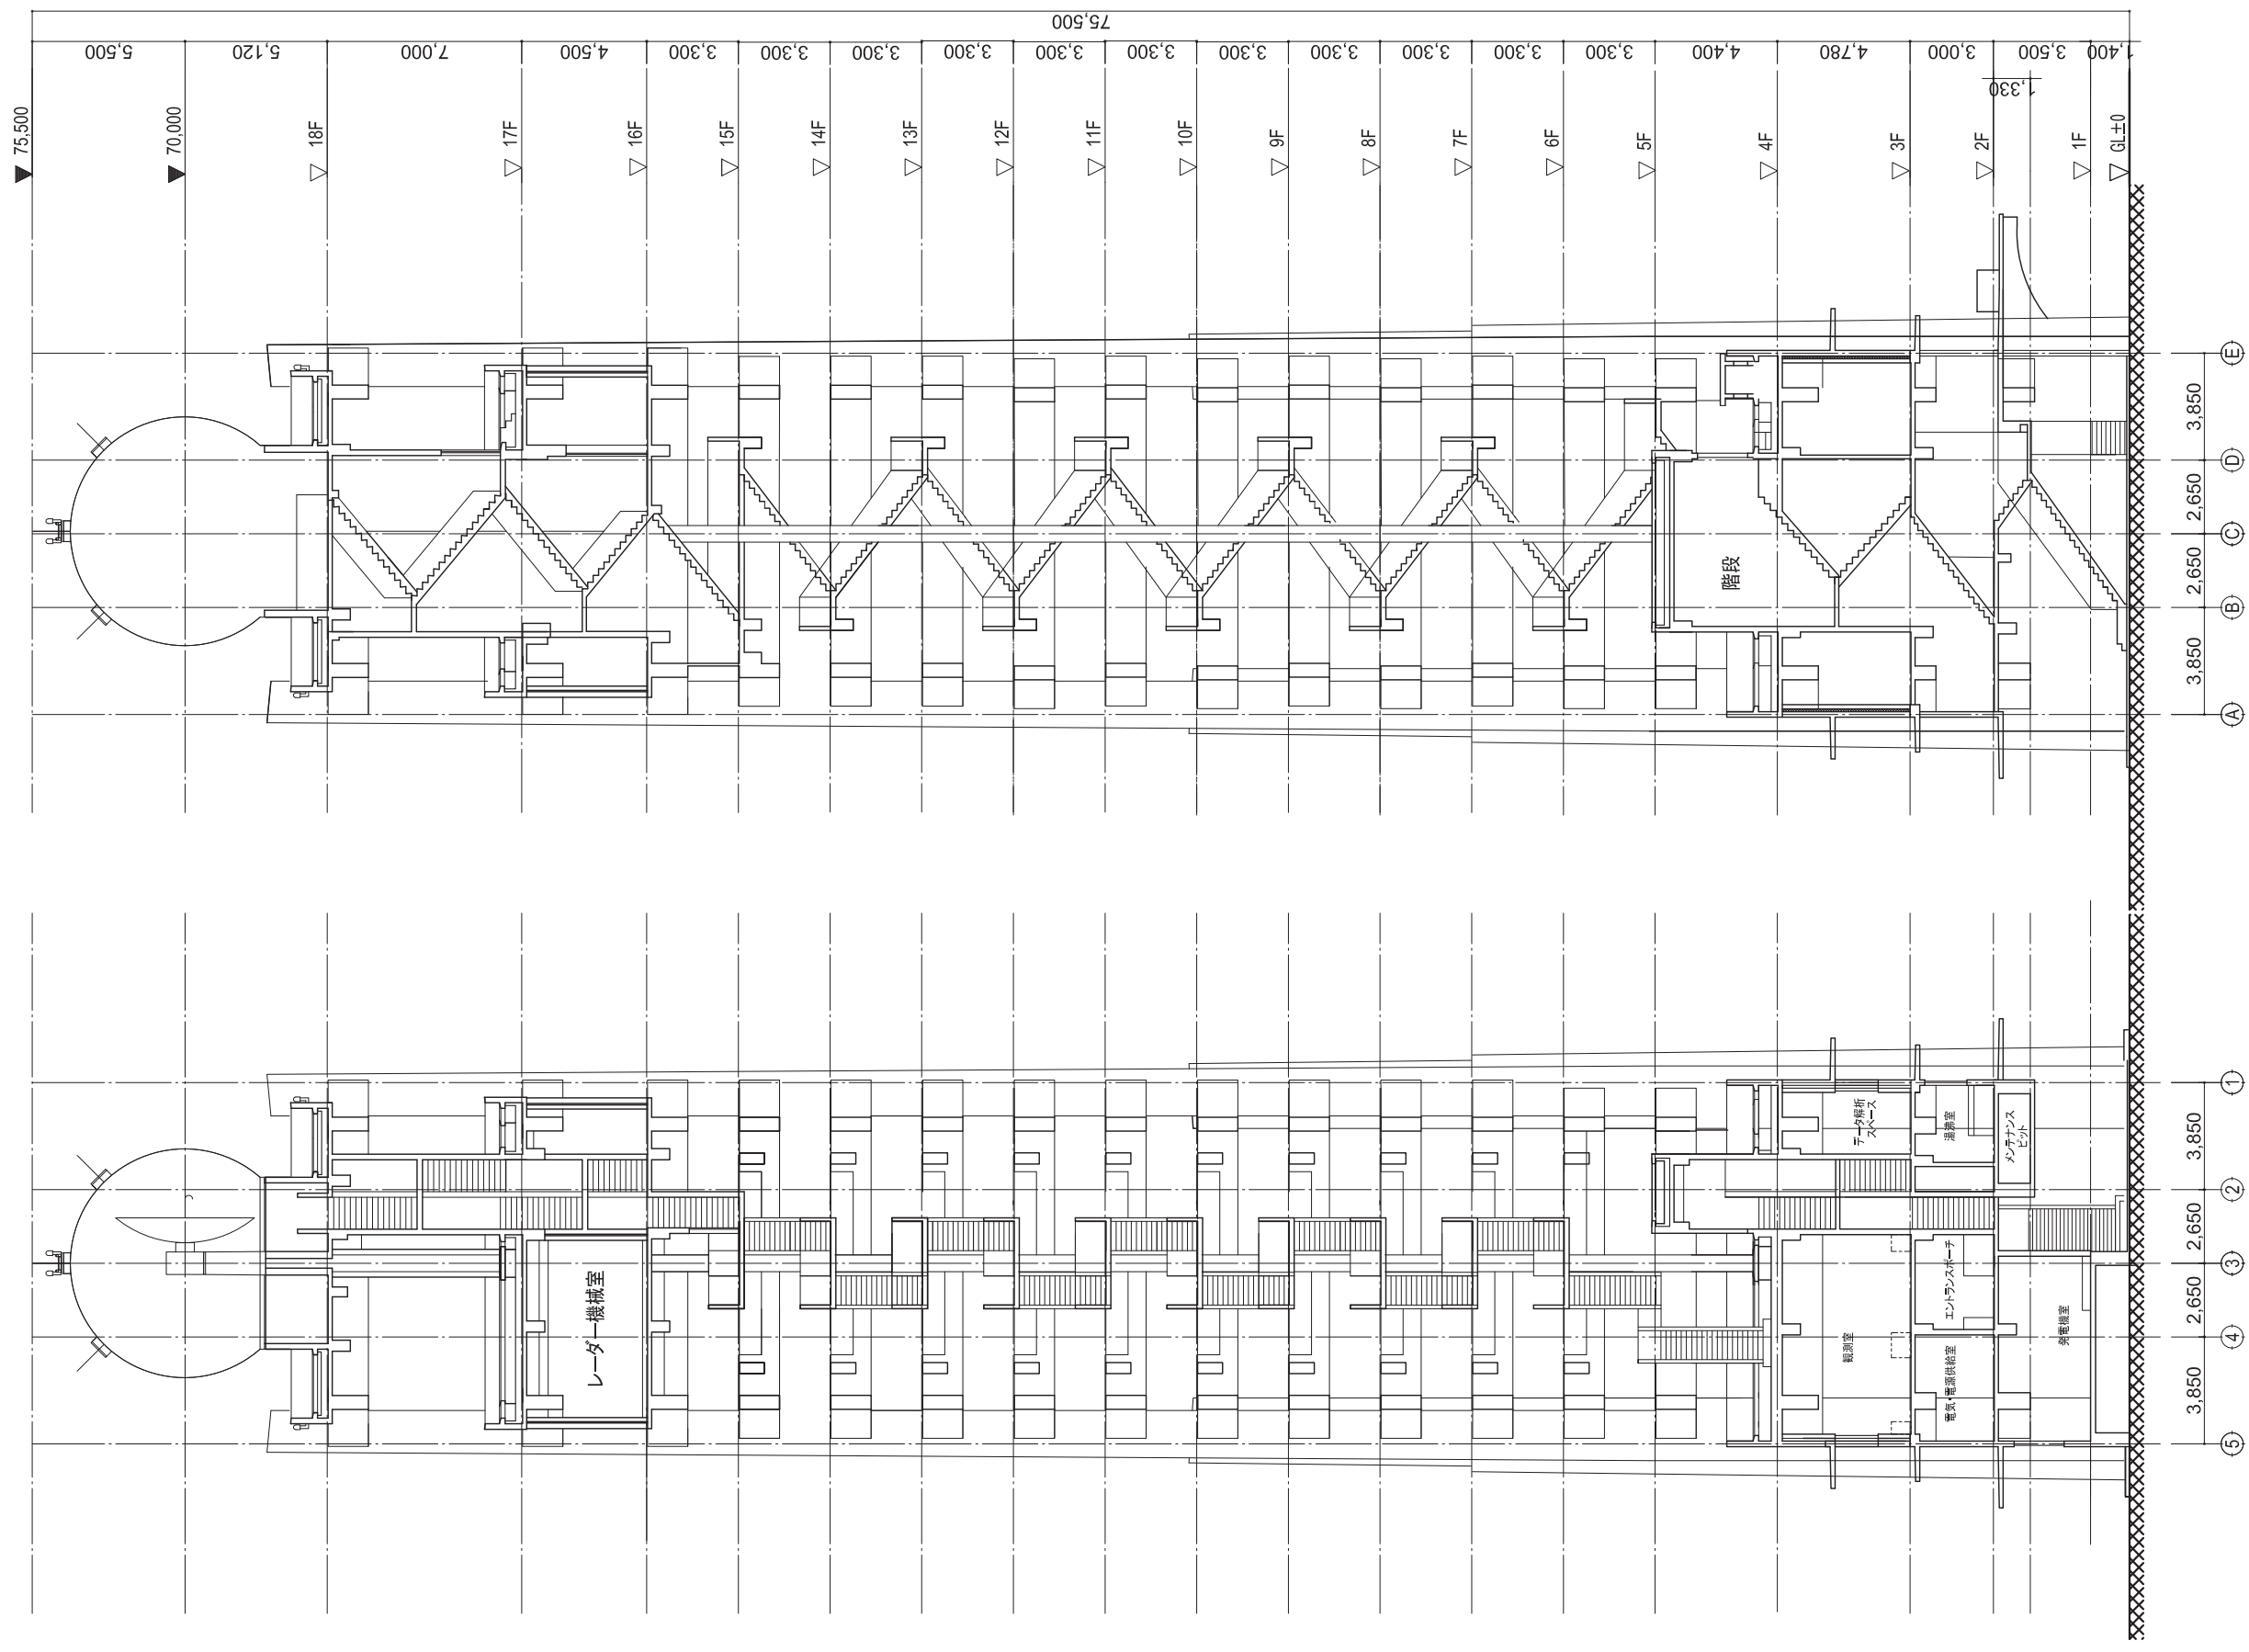 75,500
5,500
5,120
7,000
4,500
3,300
3,300
3,300
3,300
3,300
3,300
3,300
3,300
3,300
3,300
3,300
4,400
4,780
3,000
3,500
1,400
1,330
75,500
70,000
18F
17F
16F
15F
14F
13F
12F
11F
10F
9F
8F
7F
6F
5F
4F
3F
2F
1F
GL±0
階段
E
D
C
B
A
3,850
2,650
2,650
3,850
レーダー機械室
データ解析
スペース
湯沸室
メンテナンス
ピット
観測室
エントランスポーチ
電気・電源供給室
発電機室
1
2
3
4
5
3,850
2,650
2,650
3,850